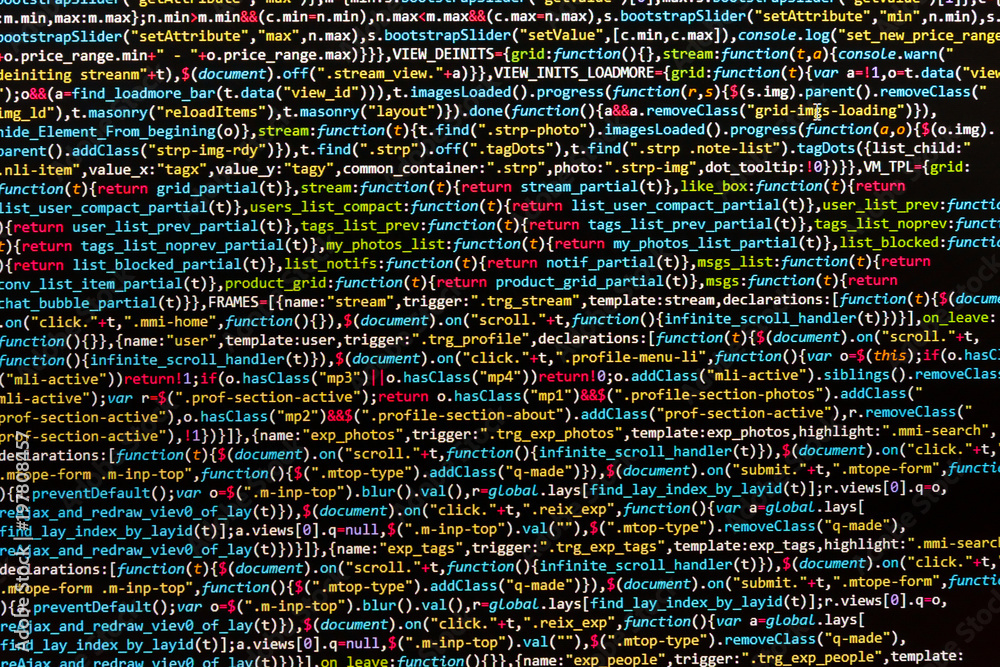 m:m.min,max:m.max};n.min>m.min&&(c.min=n.min),n.max<m.max&&(c.max=n.max),s.bootstrapSlider("setAttribute","min",n.min),s.
bootstrapSlider("setAttribute","max",n.max),s.bootstrapSlider("setValue",[c.min,c.max]),console.log("set_new_price_range
+o.price_range.min+" - "+o.price_range.max)}}},VIEW_DEINITS={grid:function(){},stream:function(t,a){console.warn("
deiniting streanm"+t),$(document).off(".stream_view."+a)}},VIEW_INITS_LOADMORE={grid:function(t){var a=!1,o=t.data("view
");o&&(a=find_loadmore_bar(t.data("view_id"))),t.imagesLoaded().progress(function(r,s){$(s.img).parent().removeClass("
img_ld"),t.masonry("reloadItems"),t.masonry("layout")}).done(function(){a&&a.removeClass("grid-imgs-loading")}),
hide_Element_From_begining(o)},stream:function(t){t.find(".strp-photo").imagesLoaded().progress(function(a,o){$(o.img).
parent().addClass("strp-img-rdy")}),t.find(".strp").off(".tagDots"),t.find(".strp .note-list").tagDots({list_child:"
.nli-item",value_x:"tagx",value_y:"tagy",common_container:".strp",photo:".strp-img",dot_tooltip:!0})}},VM_TPL={grid:
function(t){return grid_partial(t)},stream:function(t){return stream_partial(t)},like_box:function(t){return
list_user_compact_partial(t)},users_list_compact:function(t){return list_user_compact_partial(t)},user_list_prev:functio
){return user_list_prev_partial(t)},tags_list_prev:function(t){return tags_list_prev_partial(t)},tags_list_noprev:func
t){return tags_list_noprev_partial(t)},my_photos_list:function(t){return my_photos_list_partial(t)},list_blocked:functio
){return list_blocked_partial(t)},list_notifs:function(t){return notif_partial(t)},msgs_list:function(t){return
conv_list_item_partial(t)},product_grid:function(t){return product_grid_partial(t)},msgs:function(t){return
chat_bubble_partial(t)}},FRAMES=[{name:"stream",trigger:".trg_stream",template:stream,declarations:[function(t){$(docume
.on("click."+t,".mmi-home",function(){}),$(document).on("scroll."+t,function(){infinite_scroll_handler(t)})}],on_leave:
function(){}},{name:"user",template:user,trigger:".trg_profile",declarations:[function(t){$(document).on("scroll."+t,
function(){infinite_scroll_handler(t)}),$(document).on("click."+t,".profile-menu-li",function(){var o=$(this);if(o.hasCl
("mli-active"))return!1;if(o.hasClass("mp3")||o.hasClass("mp4"))return!0;o.addClass("mli-active").siblings().removeClass
mli-active");var r=$(".prof-section-active");return o.hasClass("mp1")&&$(".profile-section-photos").addClass("
prof-section-active"),o.hasClass("mp2")&&$(".profile-section-about").addClass("prof-section-active"),r.removeClass("
prof-section-active"),!1})}]},{name:"exp_photos",trigger:".trg_exp_photos",template:exp_photos,highlight:".mmi-search",
declarations:[function(t){$(document).on("scroll."+t,function(){infinite_scroll_handler(t)}),$(document).on("click."+t,"
.mtope-form .m-inp-top",function(){$(".mtop-type").addClass("q-made")}),$(document).on("submit."+t,".mtope-form",functio
){ preventDefault();var o=$(".m-inp-top").blur().val(),r=global.lays[find_lay_index_by_layid(t)];r.views[0].q=o,
reAjax_and_redraw_viev0_of_lay(t)}),$(document).on("click."+t,".reix_exp",function(){var a=global.lays[
find_lay_index_by_layid(t)];a.views[0].q=null,$(".m-inp-top").val(""),$(".mtop-type").removeClass("q-made"),
reAjax_and_redraw_viev0_of_lay(t)})}]},{name:"exp_tags",trigger:".trg_exp_tags",template:exp_tags,highlight:".mmi-search
declarations:[function(t){$(document).on("scroll."+t,function(){infinite_scroll_handler(t)}),$(document).on("click."+t,"
.mtope-form .m-inp-top",function(){$(".mtop-type").addClass("q-made")}),$(document).on("submit."+t,".mtope-form",functio
){ preventDefault();var o=$(".m-inp-top").blur().val(),r=global.lays[find_lay_index_by_layid(t)];r.views[0].q=o,
reAjax_and_redraw_viev0_of_lay(t)}),$(document).on("click."+t,".reix_exp",function(){var a=global.lays[
find_lay_index_by_layid(t)];a.views[0].q=null,$(".m-inp-top").val(""),$(".mtop-type").removeClass("q-made"),
reAjax_and_redraw_viev0_of_lay(t)})}],on_leave:function(){}},{name:"exp_people",trigger:".trg_exp_people",template:
Adobe Stock | #197808457